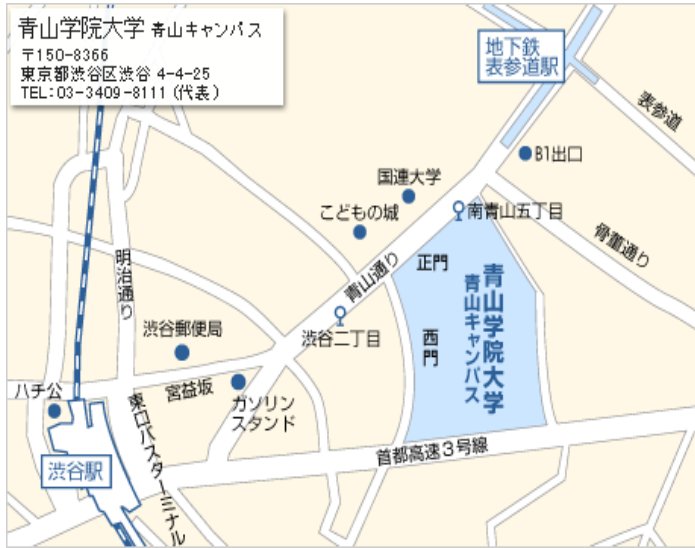 青山学院大学 青山キャンパス
〒150-8366
東京都渋谷区渋谷 4-4-25
TEL:03-3409-8111 (代表)
地下鉄
表参道駅
表参道
B1出口
国連大学
こどもの城
南青山五丁目
骨董通り
明治通り
青山通り
正門
青山学院大学
青山キャンパス
渋谷郵便局
渋谷二丁目
西門
ハチ公
宮益坂
ガソリン
スタンド
東口バスターミナル
首都高速3号線
渋谷駅